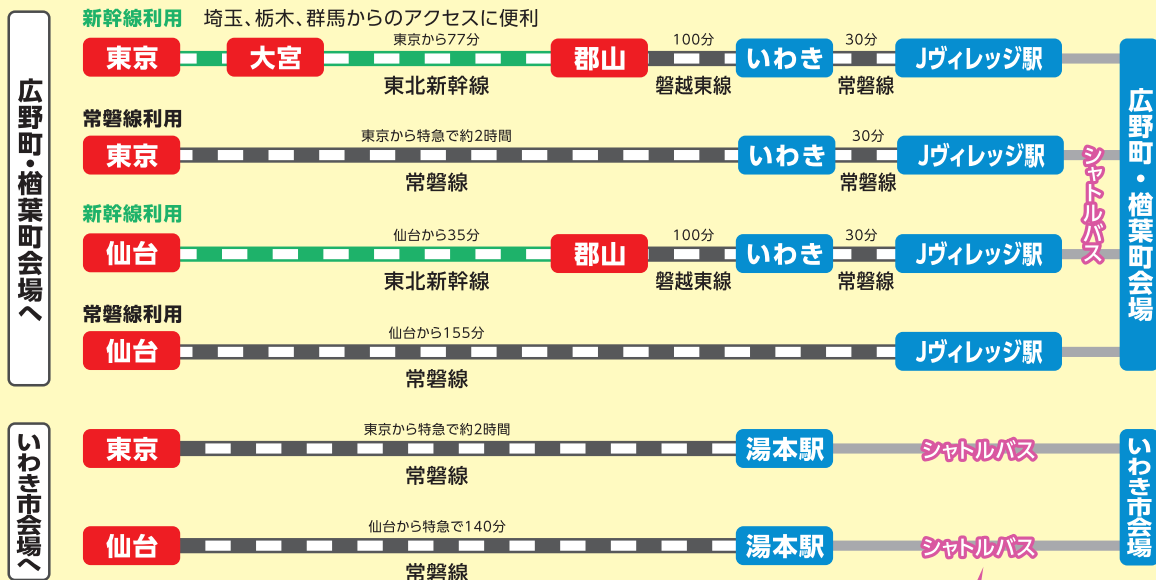 広野町・楢葉町会場へ
新幹線利用 埼玉、栃木、群馬からのアクセスに便利
東京から77分 100分 30分
東京 大宮 郡山 いわき Jヴィレッジ駅
東北新幹線 磐越東線 常磐線
常磐線利用
東京から特急で約2時間 30分
東京 いわき Jヴィレッジ駅
常磐線 常磐線
新幹線利用
仙台から35分 100分 30分
仙台 郡山 いわき Jヴィレッジ駅
東北新幹線 磐越東線 常磐線
常磐線利用
仙台から155分
仙台 Jヴィレッジ駅
常磐線
シャトルバス
広野町・楢葉町会場
いわき市会場へ
東京から特急で約2時間
東京 湯本駅 シャトルバス
常磐線
仙台から特急で140分
仙台 湯本駅 シャトルバス
常磐線
いわき市会場